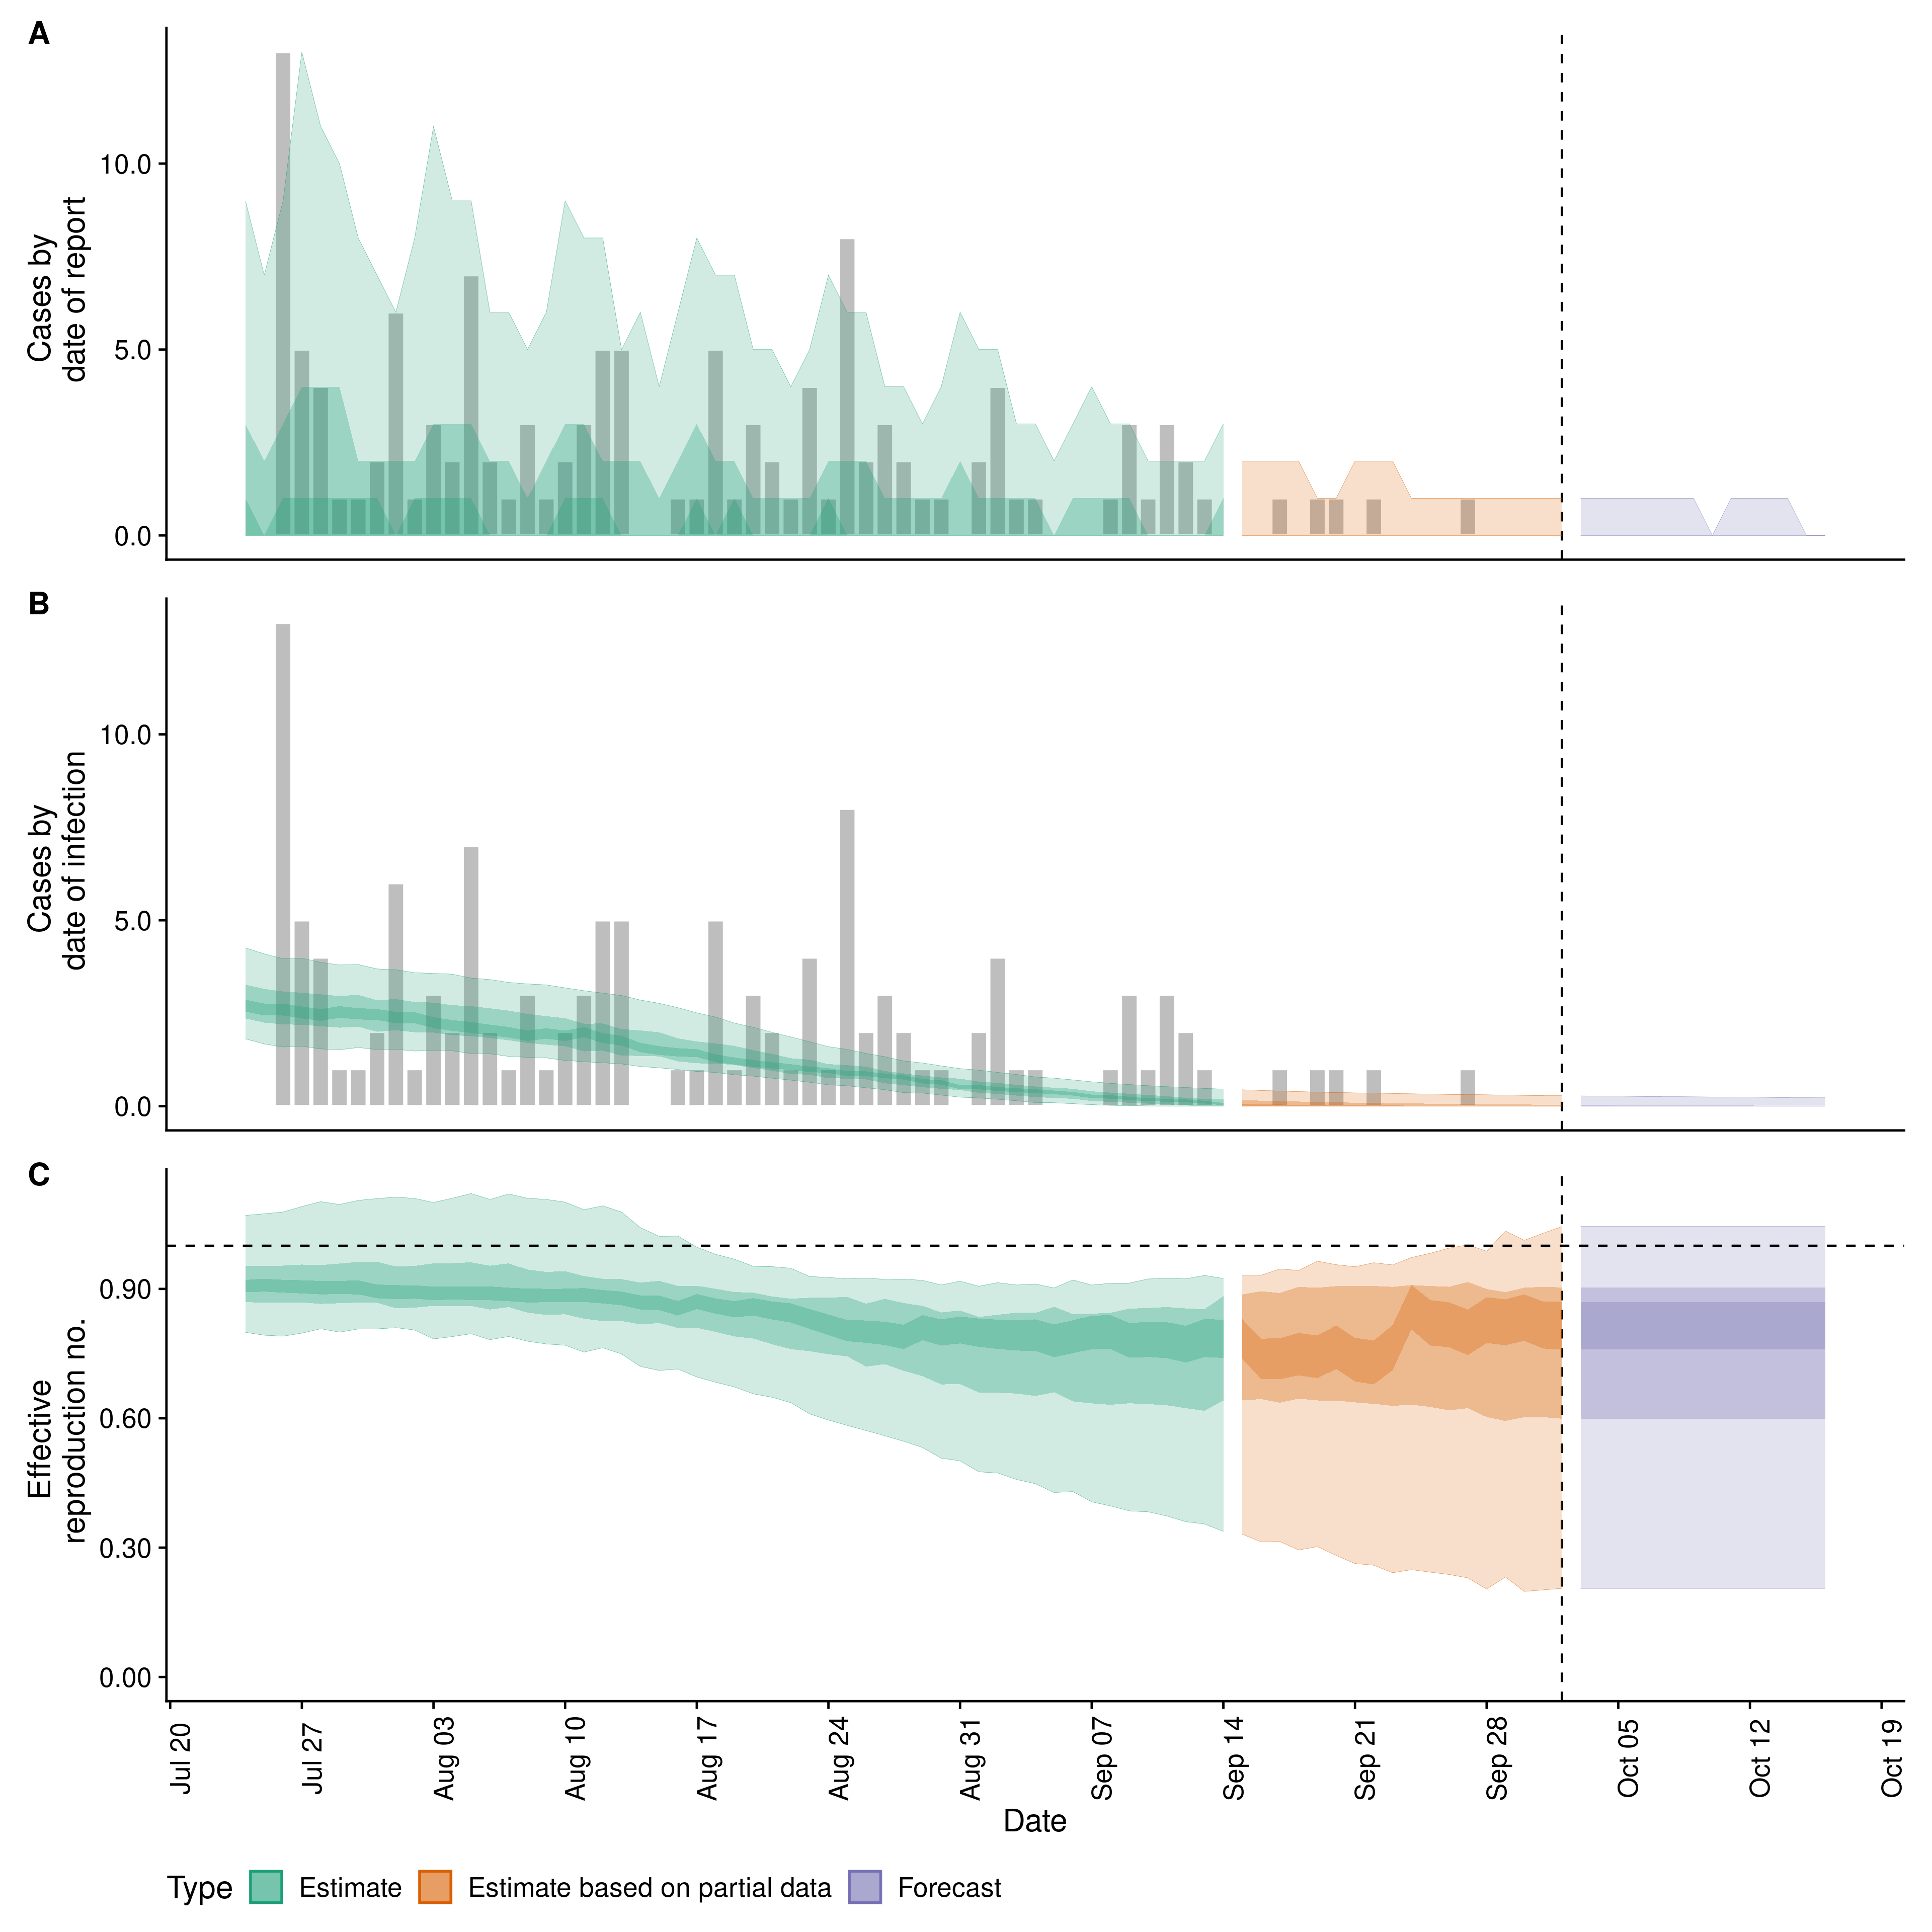 A
Cases by
date of report
10.0
5.0
0.0
B
Cases by
date of infection
10.0
5.0
0.0
C
Effective
reproduction no.
0.90
0.60
0.30
0.00
Jul 20
Jul 27
Aug 03
Aug 10
Aug 17
Aug 24
Aug 31
Sep 07
Sep 14
Sep 21
Sep 28
Oct 05
Oct 12
Oct 19
Date
Type Estimate Estimate based on partial data Forecast